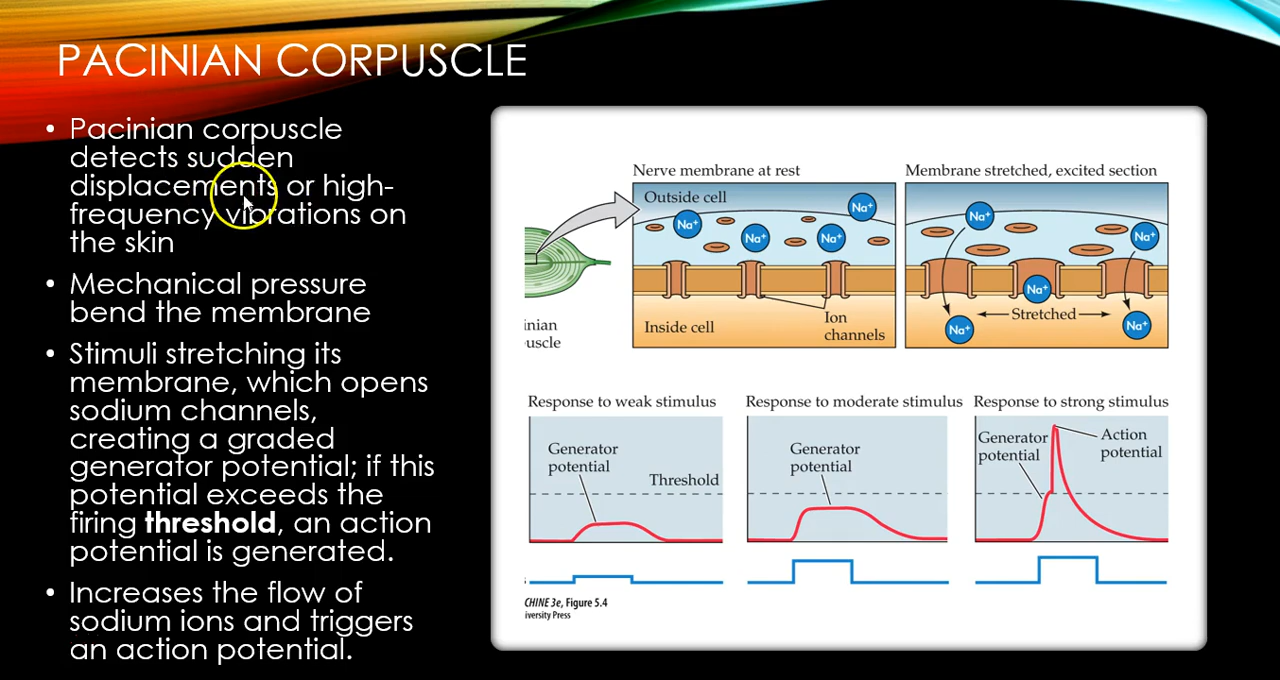 PACINIAN CORPUSCLE
• Pacinian corpuscle
detects sudden
displacements or high-
frequency vibrations on
the skin
• Mechanical pressure
bend the membrane
• Stimuli stretching its
membrane, which opens
sodium channels,
creating a graded
generator potential; if this
potential exceeds the
firing threshold, an action
potential is generated.
• Increases the flow of
sodium ions and triggers
an action potential.
Nerve membrane at rest
Outside cell
Na+
Na+
Na+
Na+
Inside cell
Ion
channels
Membrane stretched, excited section
Na+
Na+
Na+
Stretched
Na+
Na+
inian
uscle
Response to weak stimulus
Generator
potential
Threshold
Response to moderate stimulus
Generator
potential
Response to strong stimulus
Generator
potential
Action
potential
CHINE 3e, Figure 5.4
iversity Press